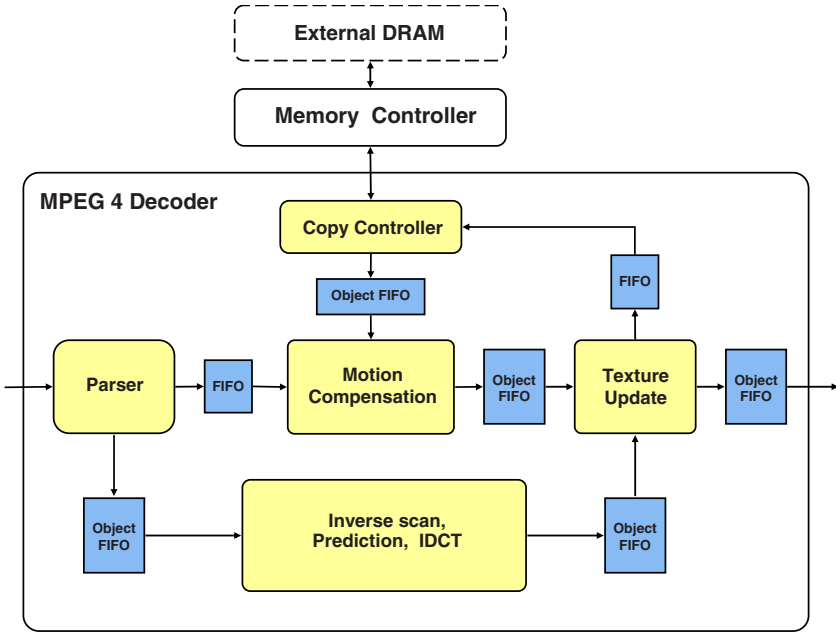 External DRAM
Memory Controller
MPEG 4 Decoder
Copy Controller
Object FIFO
FIFO
Parser
FIFO
Motion
Compensation
Object
FIFO
Texture
Update
Object
FIFO
Object
FIFO
Inverse scan,
Prediction, IDCT
Object
FIFO